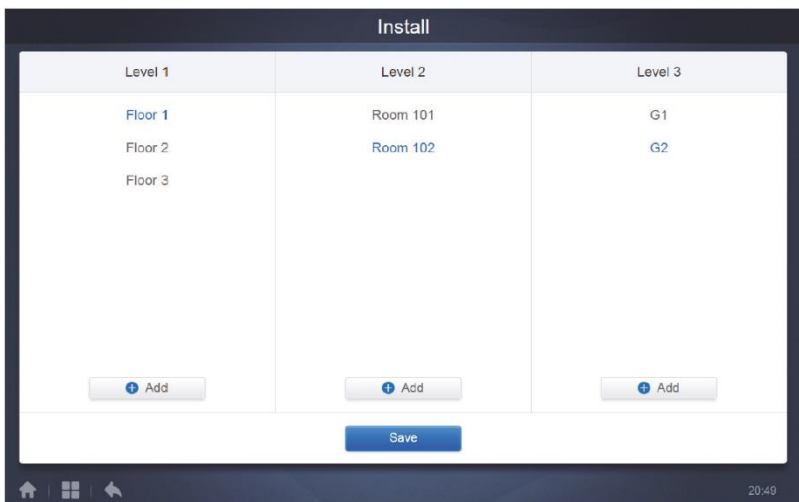 Install
Level 1 Level 2 Level 3
Floor 1 Room 101 G1
Floor 2 Room 102 G2
Floor 3
Add Add Add
Save
20:49